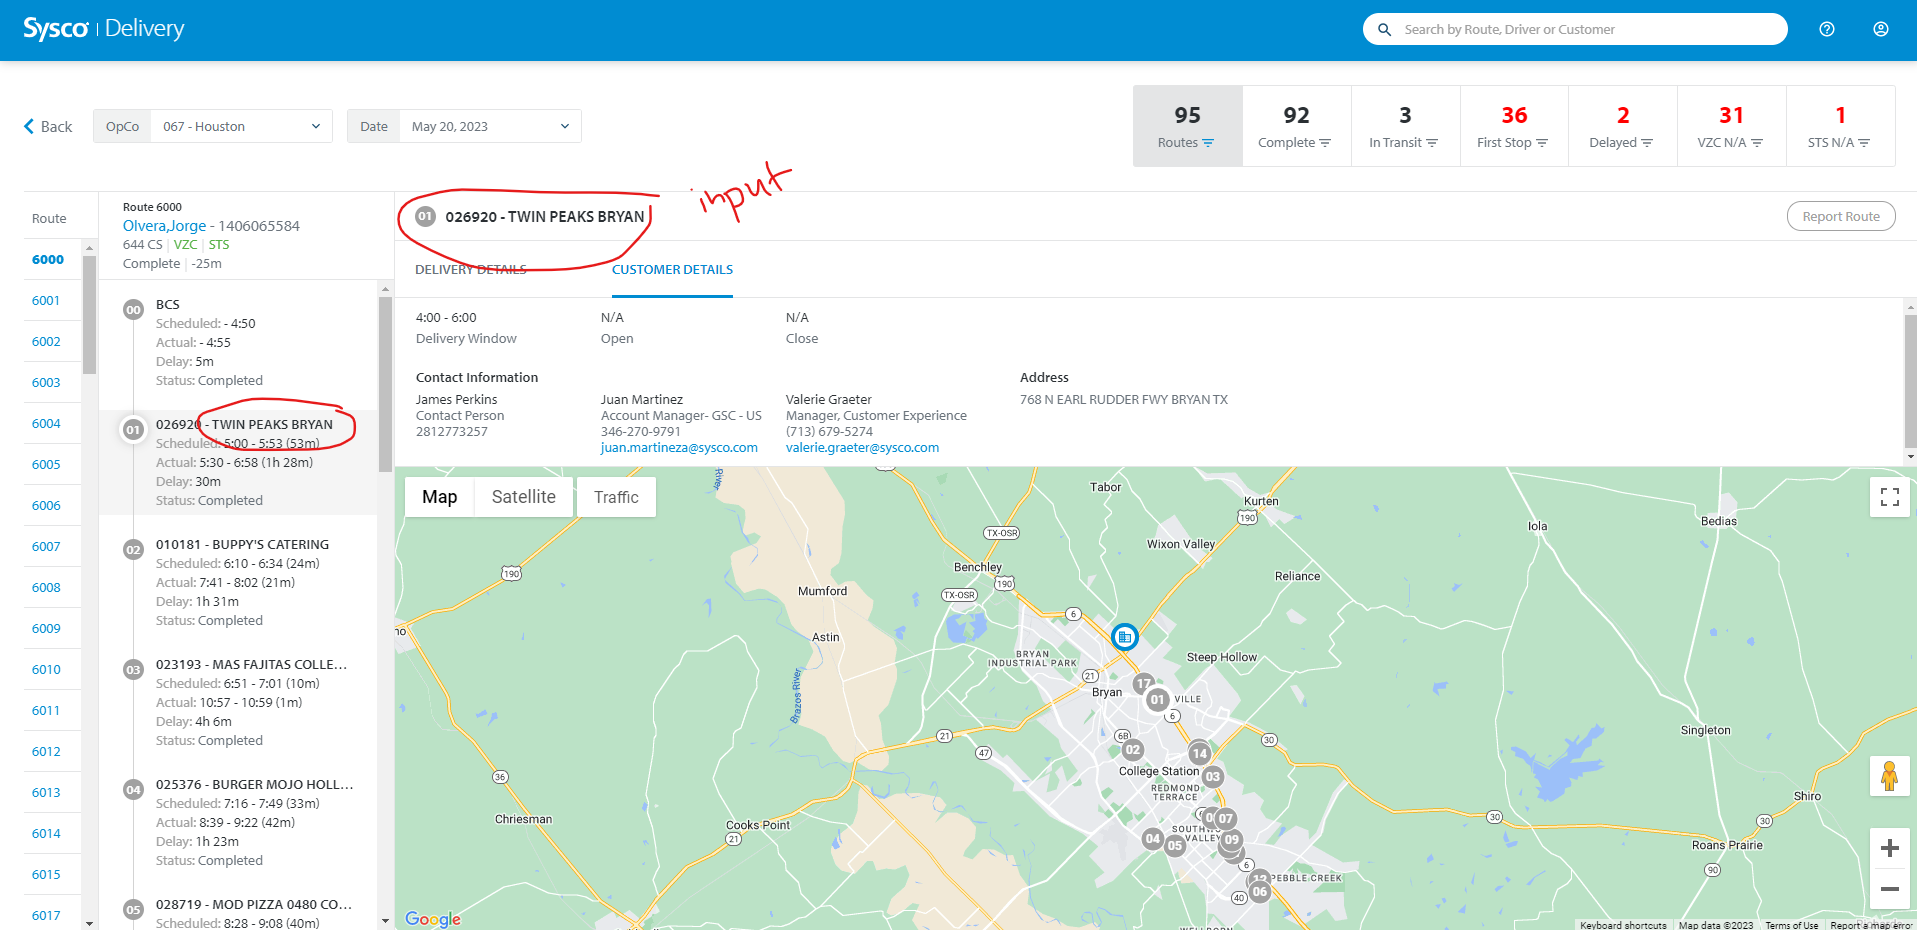 Sysco | Delivery
Search by Route, Driver or Customer
Back
OpCo 067 - Houston
Date May 20, 2023
95 Routes
92 Complete
3 In Transit
36 First Stop
2 Delayed
31 VZC N/A
1 STS N/A
Route
6000
6001
6002
6003
6004
6005
6006
6007
6008
6009
6010
6011
6012
6013
6014
6015
6017
Route 6000
Olvera,Jorge - 1406065584
644 CS | VZC | STS
Complete | -25m
00 BCS
Scheduled: - 4:50
Actual: - 4:55
Delay: 5m
Status: Completed
01 026920 - TWIN PEAKS BRYAN
Scheduled: 5:00 - 5:53 (53m)
Actual: 5:30 - 6:58 (1h 28m)
Delay: 30m
Status: Completed
02 010181 - BUPPY'S CATERING
Scheduled: 6:10 - 6:34 (24m)
Actual: 7:41 - 8:02 (21m)
Delay: 1h 31m
Status: Completed
03 023193 - MAS FAJITAS COLLE...
Scheduled: 6:51 - 7:01 (10m)
Actual: 10:57 - 10:59 (1m)
Delay: 4h 6m
Status: Completed
04 025376 - BURGER MOJO HOLL...
Scheduled: 7:16 - 7:49 (33m)
Actual: 8:39 - 9:22 (42m)
Delay: 1h 23m
Status: Completed
05 028719 - MOD PIZZA 0480 CO...
Scheduled: 8:28 - 9:08 (40m)
01 026920 - TWIN PEAKS BRYAN
input
Report Route
DELIVERY DETAILS
CUSTOMER DETAILS
4:00 - 6:00
Delivery Window
N/A
Open
N/A
Close
Contact Information
James Perkins
Contact Person
2812773257
Juan Martinez
Account Manager- GSC - US
346-270-9791
juan.martineza@sysco.com
Valerie Graeter
Manager, Customer Experience
(713) 679-5274
valerie.graeter@sysco.com
Address
768 N EARL RUDDER FWY BRYAN TX
Map
Satellite
Traffic
River
Tabor
Kurten
190
Iola
Bedias
TX-OSR
Wixon Valley
Benchley
190
190
Reliance
Mumford
TX-OSR
6
no
Astin
BRYAN
INDUSTRIAL PARK
Steep Hollow
21
17
Bryan
01
VILLE
6
Brazos River
21
6B
30
Singleton
47
02
14
36
College Station
03
REDMOND
TERRACE
Shiro
Chriesman
Cooks Point
07
30
30
21
04
SOUTHW
VALLEY
09
05
Roans Prairie
6
90
12
PEBBLE CREEK
06
40
WELLBORN
Google
Keyboard shortcuts
Map data ©2023
Terms of Use
Report a map error